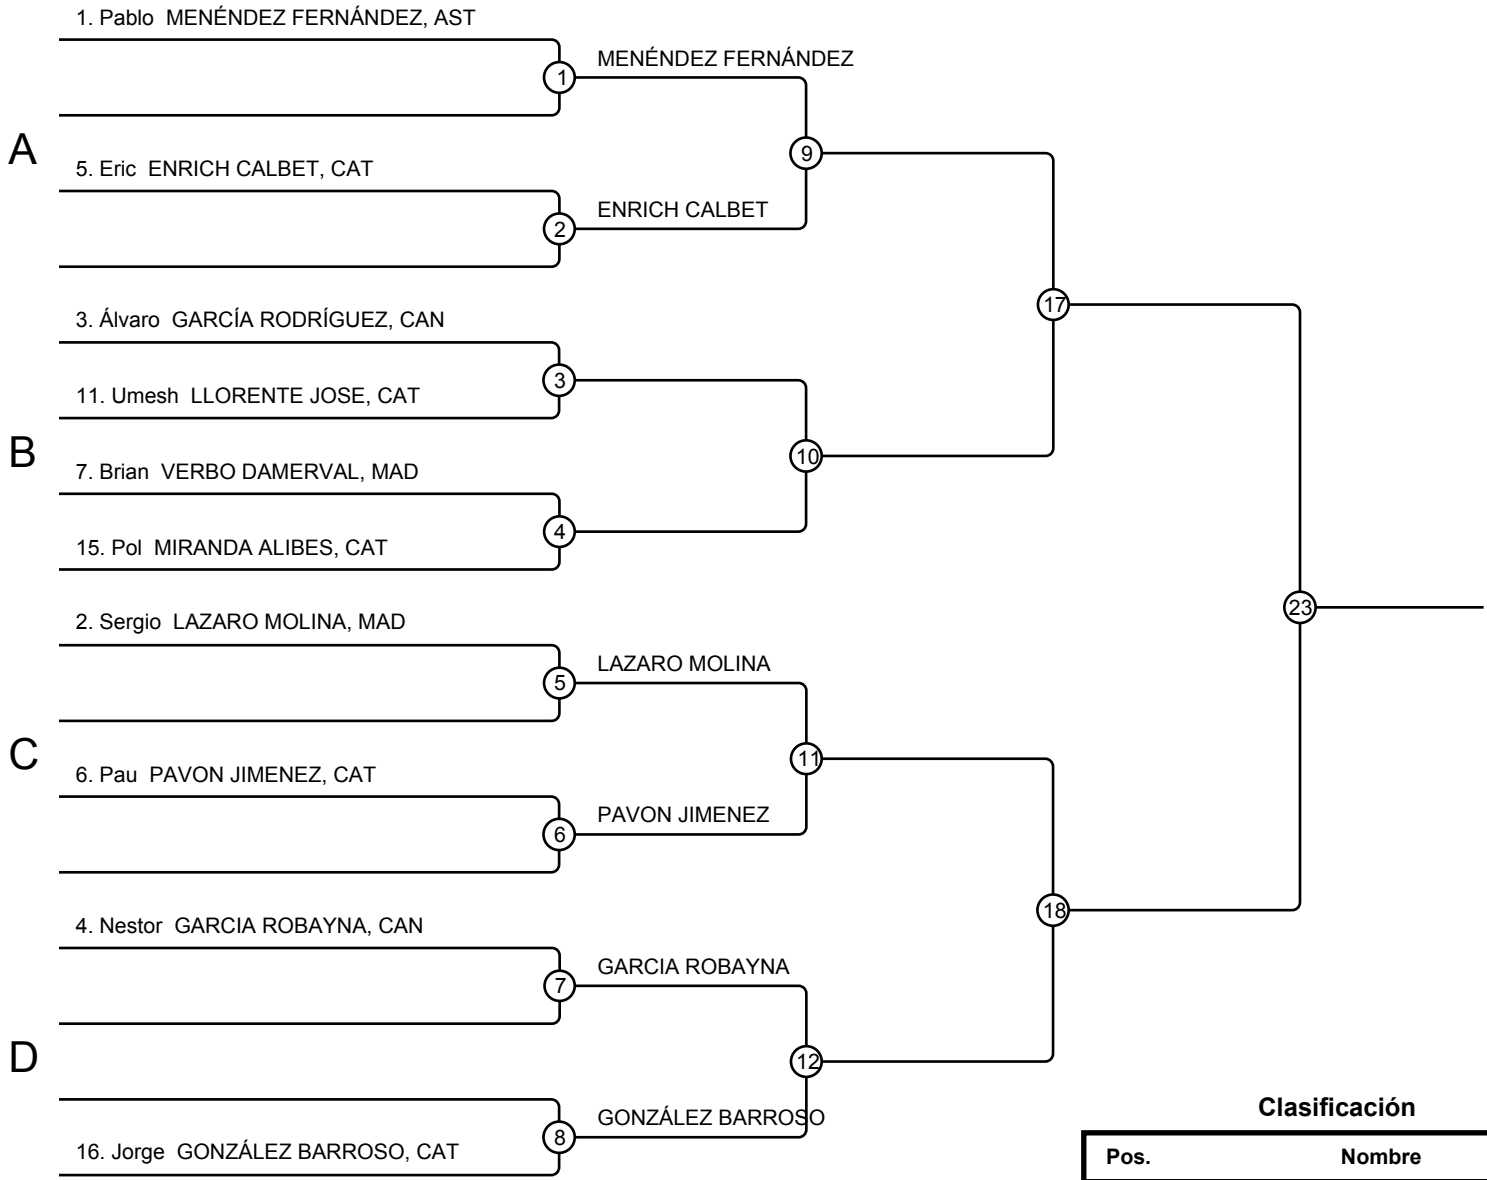 1. Pablo  MENÉNDEZ FERNÁNDEZ, AST
MENÉNDEZ FERNÁNDEZ
1
A
9
5. Eric  ENRICH CALBET, CAT
ENRICH CALBET
2
3. Álvaro  GARCÍA RODRÍGUEZ, CAN
17
3
11. Umesh  LLORENTE JOSE, CAT
B
10
7. Brian  VERBO DAMERVAL, MAD
4
15. Pol  MIRANDA ALIBES, CAT
23
2. Sergio  LAZARO MOLINA, MAD
LAZARO MOLINA
5
C
11
6. Pau  PAVON JIMENEZ, CAT
PAVON JIMENEZ
6
18
4. Nestor  GARCIA ROBAYNA, CAN
GARCIA ROBAYNA
7
D
12
GONZÁLEZ BARROSO
8
16. Jorge  GONZÁLEZ BARROSO, CAT
Clasificación
Pos. Nombre